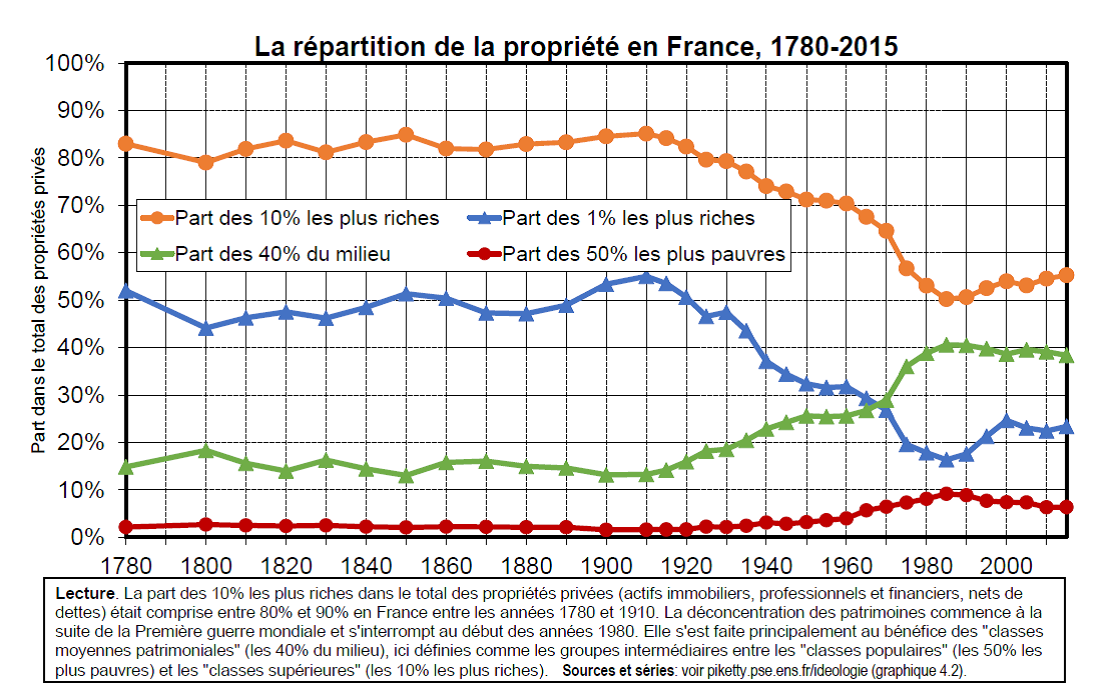 La répartition de la propriété en France, 1780-2015
Part dans le total des propriétés privés
100%
90%
80%
70%
60%
50%
40%
30%
20%
10%
0%
Part des 10% les plus riches
Part des 1% les plus riches
Part des 40% du milieu
Part des 50% les plus pauvres
1780 1800 1820 1840 1860 1880 1900 1920 1940 1960 1980 2000
Lecture. La part des 10% les plus riches dans le total des propriétés privées (actifs immobiliers, professionnels et financiers, nets de
dettes) était comprise entre 80% et 90% en France entre les années 1780 et 1910. La déconcentration des patrimoines commence à la
suite de la Première guerre mondiale et s'interrompt au début des années 1980. Elle s'est faite principalement au bénéfice des "classes
moyennes patrimoniales" (les 40% du milieu), ici définies comme les groupes intermédiaires entre les "classes populaires" (les 50% les
plus pauvres) et les "classes supérieures" (les 10% les plus riches). Sources et séries: voir piketty.pse.ens.fr/ideologie (graphique 4.2).